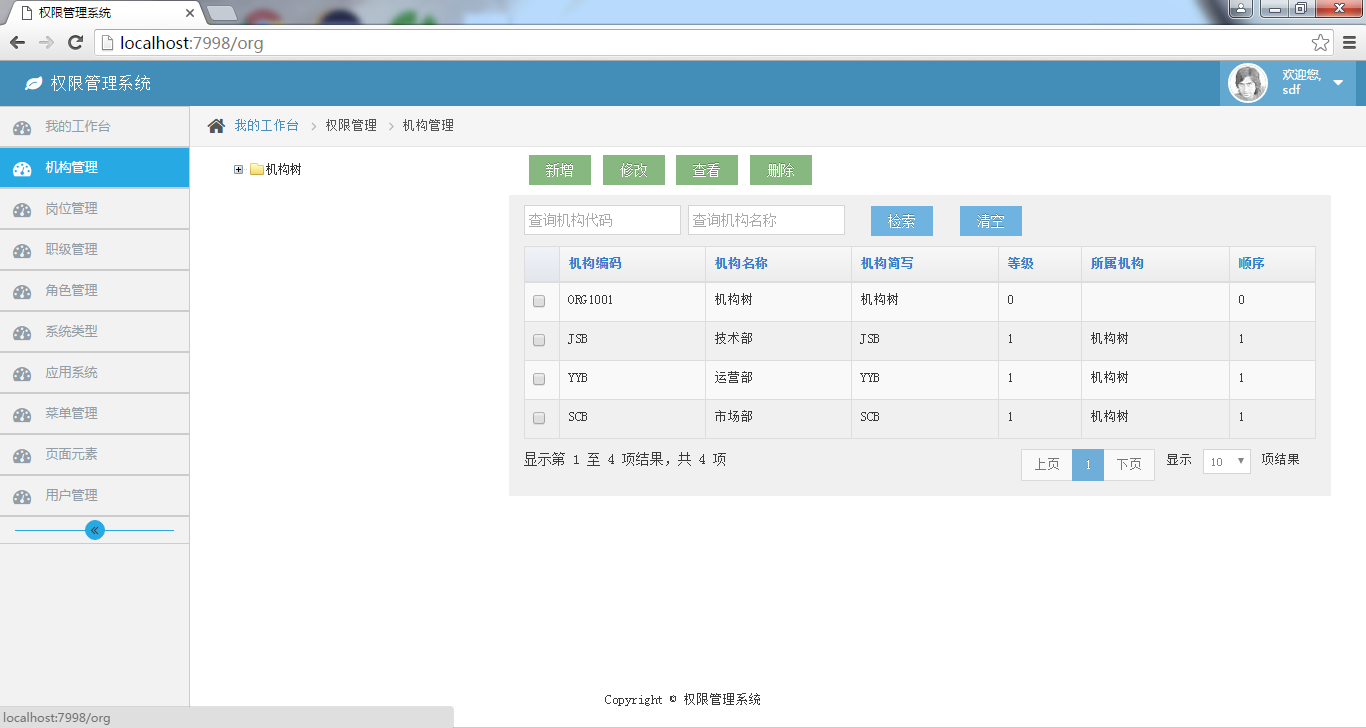 权限管理系统
localhost:7998/org
权限管理系统
欢迎您,
sdf
我的工作台
机构管理
岗位管理
职级管理
角色管理
系统类型
应用系统
菜单管理
页面元素
用户管理
我的工作台 权限管理 机构管理
机构树
新增 修改 查看 删除
查询机构代码 查询机构名称 检索 清空
机构编码 机构名称 机构简写 等级 所属机构 顺序
ORG1001 机构树 机构树 0 0
JSB 技术部 JSB 1 机构树 1
YYB 运营部 YYB 1 机构树 1
SCB 市场部 SCB 1 机构树 1
显示第 1 至 4 项结果，共 4 项 上页 1 下页 显示 10 项结果
Copyright © 权限管理系统
localhost:7998/org